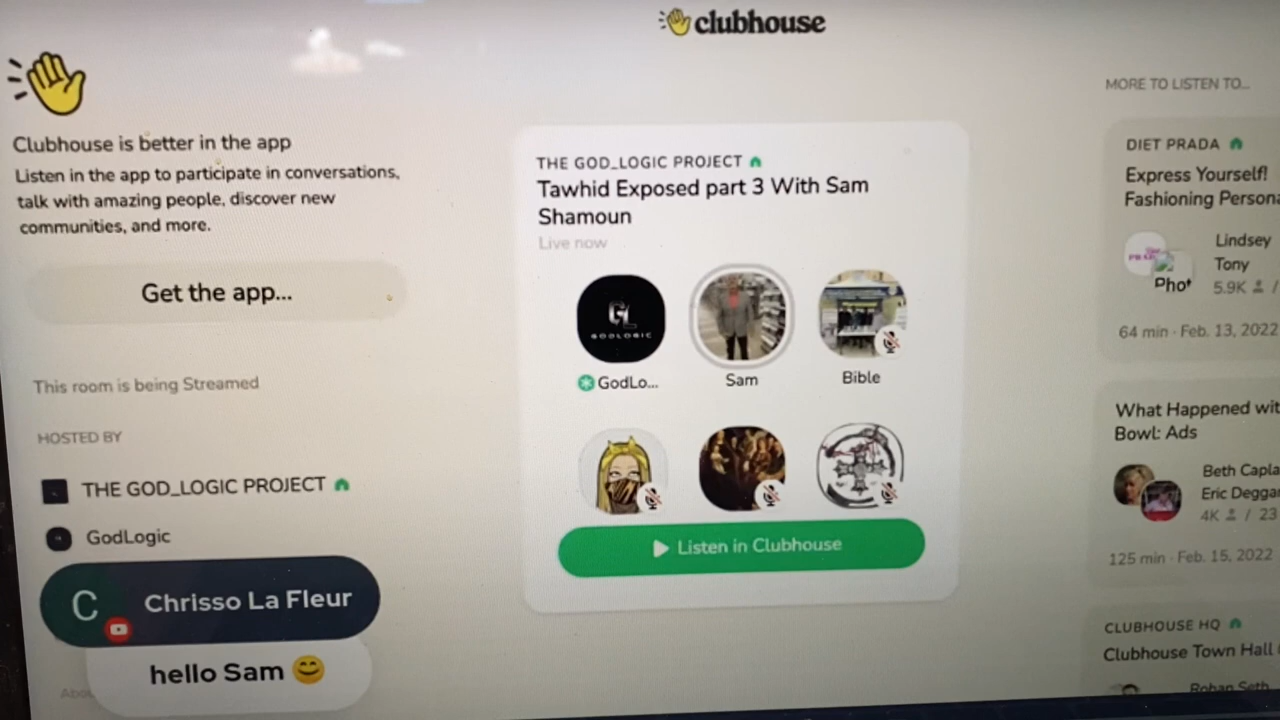 clubhouse
Clubhouse is better in the app
Listen in the app to participate in conversations,
talk with amazing people, discover new
communities, and more.
Get the app...
This room is being Streamed
HOSTED BY
THE GOD_LOGIC PROJECT
GodLogic
C
Chrisso La Fleur
hello Sam 😊
THE GOD_LOGIC PROJECT
Tawhid Exposed part 3 With Sam
Shamoun
Live now
GL
GODLOGIC
GodLo...
Sam
Bible
Listen in Clubhouse
MORE TO LISTEN TO...
DIET PRADA
Express Yourself!
Fashioning Persona
Lindsey
Tony
Phot
5.9K /
64 min · Feb. 13, 2022
What Happened wit
Bowl: Ads
Beth Capla
Eric Deggar
4K / 23
125 min · Feb. 15, 2022
CLUBHOUSE HQ
Clubhouse Town Hall
Rohan Seth